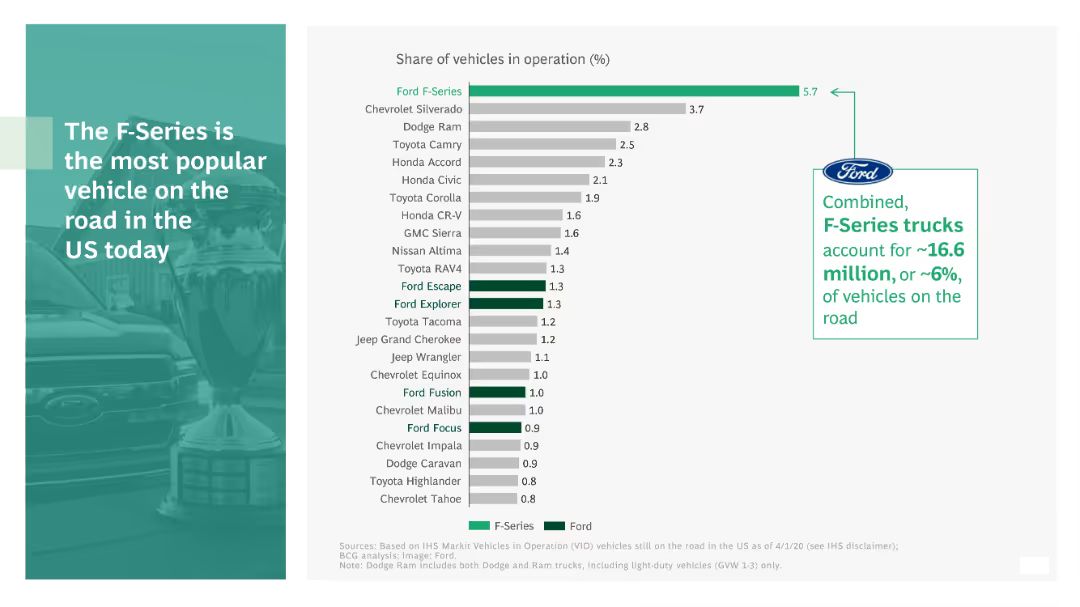 The F-Series is
the most popular
vehicle on the
road in the
US today
Share of vehicles in operation (%)
Ford F-Series 5.7
Chevrolet Silverado 3.7
Dodge Ram 2.8
Toyota Camry 2.5
Honda Accord 2.3
Honda Civic 2.1
Toyota Corolla 1.9
Honda CR-V 1.6
GMC Sierra 1.6
Nissan Altima 1.4
Toyota RAV4 1.3
Ford Escape 1.3
Ford Explorer 1.3
Toyota Tacoma 1.2
Jeep Grand Cherokee 1.2
Jeep Wrangler 1.1
Chevrolet Equinox 1.0
Ford Fusion 1.0
Chevrolet Malibu 1.0
Ford Focus 0.9
Chevrolet Impala 0.9
Dodge Caravan 0.9
Toyota Highlander 0.8
Chevrolet Tahoe 0.8
F-Series Ford
Ford
Combined,
F-Series trucks
account for ~16.6
million, or ~6%,
of vehicles on the
road
Sources: Based on IHS Markit Vehicles in Operation (VIO) vehicles still on the road in the US as of 4/1/20 (see IHS disclaimer);
BCG analysis; Image: Ford.
Note: Dodge Ram includes both Dodge and Ram trucks, including light-duty vehicles (GVW 1-3) only.